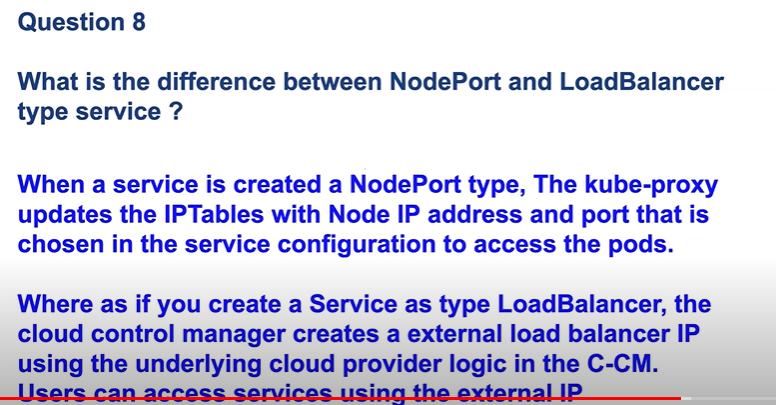 Question 8
What is the difference between NodePort and LoadBalancer
type service ?
When a service is created a NodePort type, The kube-proxy
updates the IPTables with Node IP address and port that is
chosen in the service configuration to access the pods.
Where as if you create a Service as type LoadBalancer, the
cloud control manager creates a external load balancer IP
using the underlying cloud provider logic in the C-CM.
Users can access services using the external IP